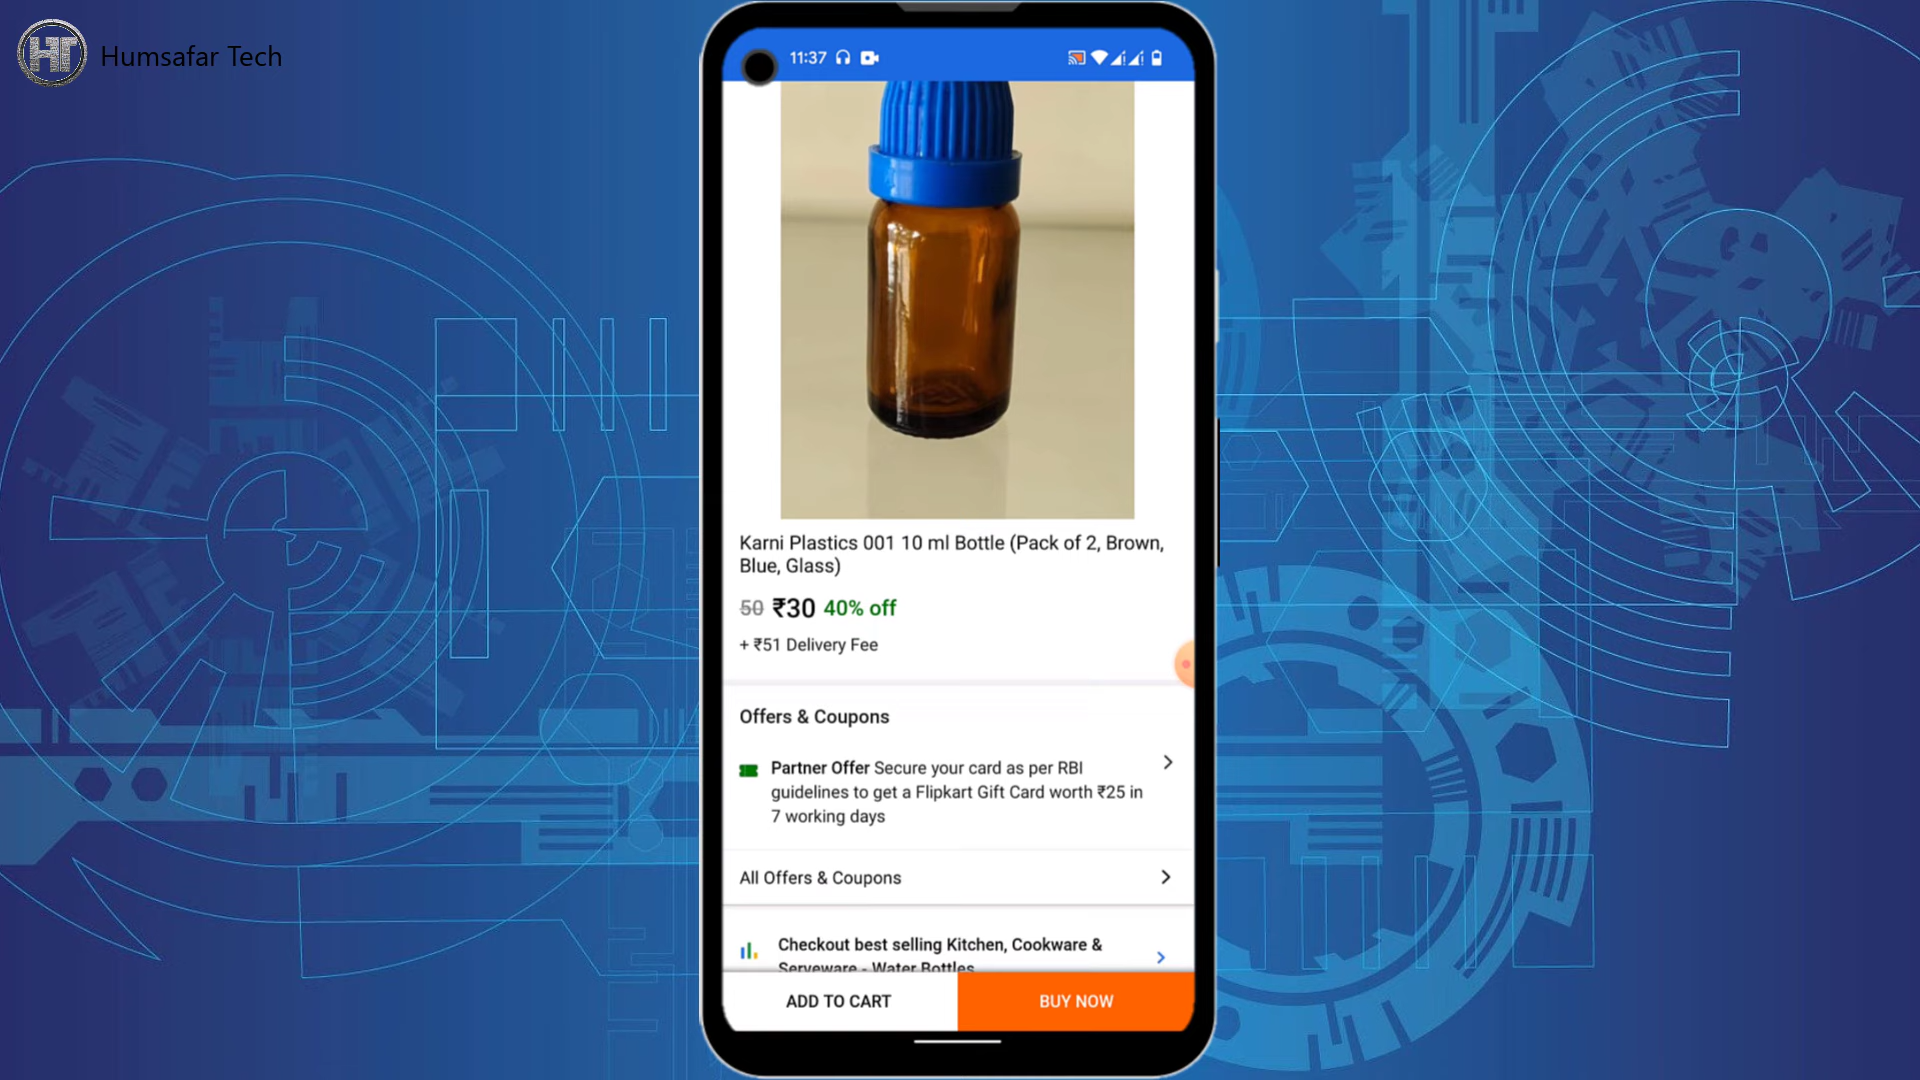 HT Humsafar Tech
11:37
Karni Plastics 001 10 ml Bottle (Pack of 2, Brown,
Blue, Glass)
50 ₹30 40% off
+ ₹51 Delivery Fee
Offers & Coupons
Partner Offer Secure your card as per RBI
guidelines to get a Flipkart Gift Card worth ₹25 in
7 working days
All Offers & Coupons
Checkout best selling Kitchen, Cookware &
Serveware - Water Bottles
ADD TO CART
BUY NOW